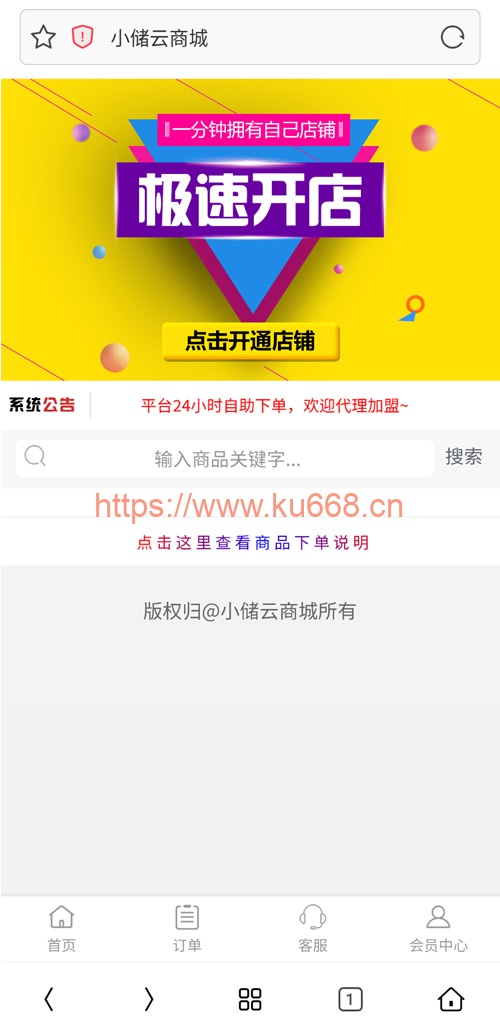 小储云商城
一分钟拥有自己店铺
极速开店
点击开通店铺
系统公告
平台24小时自助下单，欢迎代理加盟~
输入商品关键字...
搜索
https://www.ku668.cn
点击这里查看商品下单说明
版权归@小储云商城所有
首页
订单
客服
会员中心
1